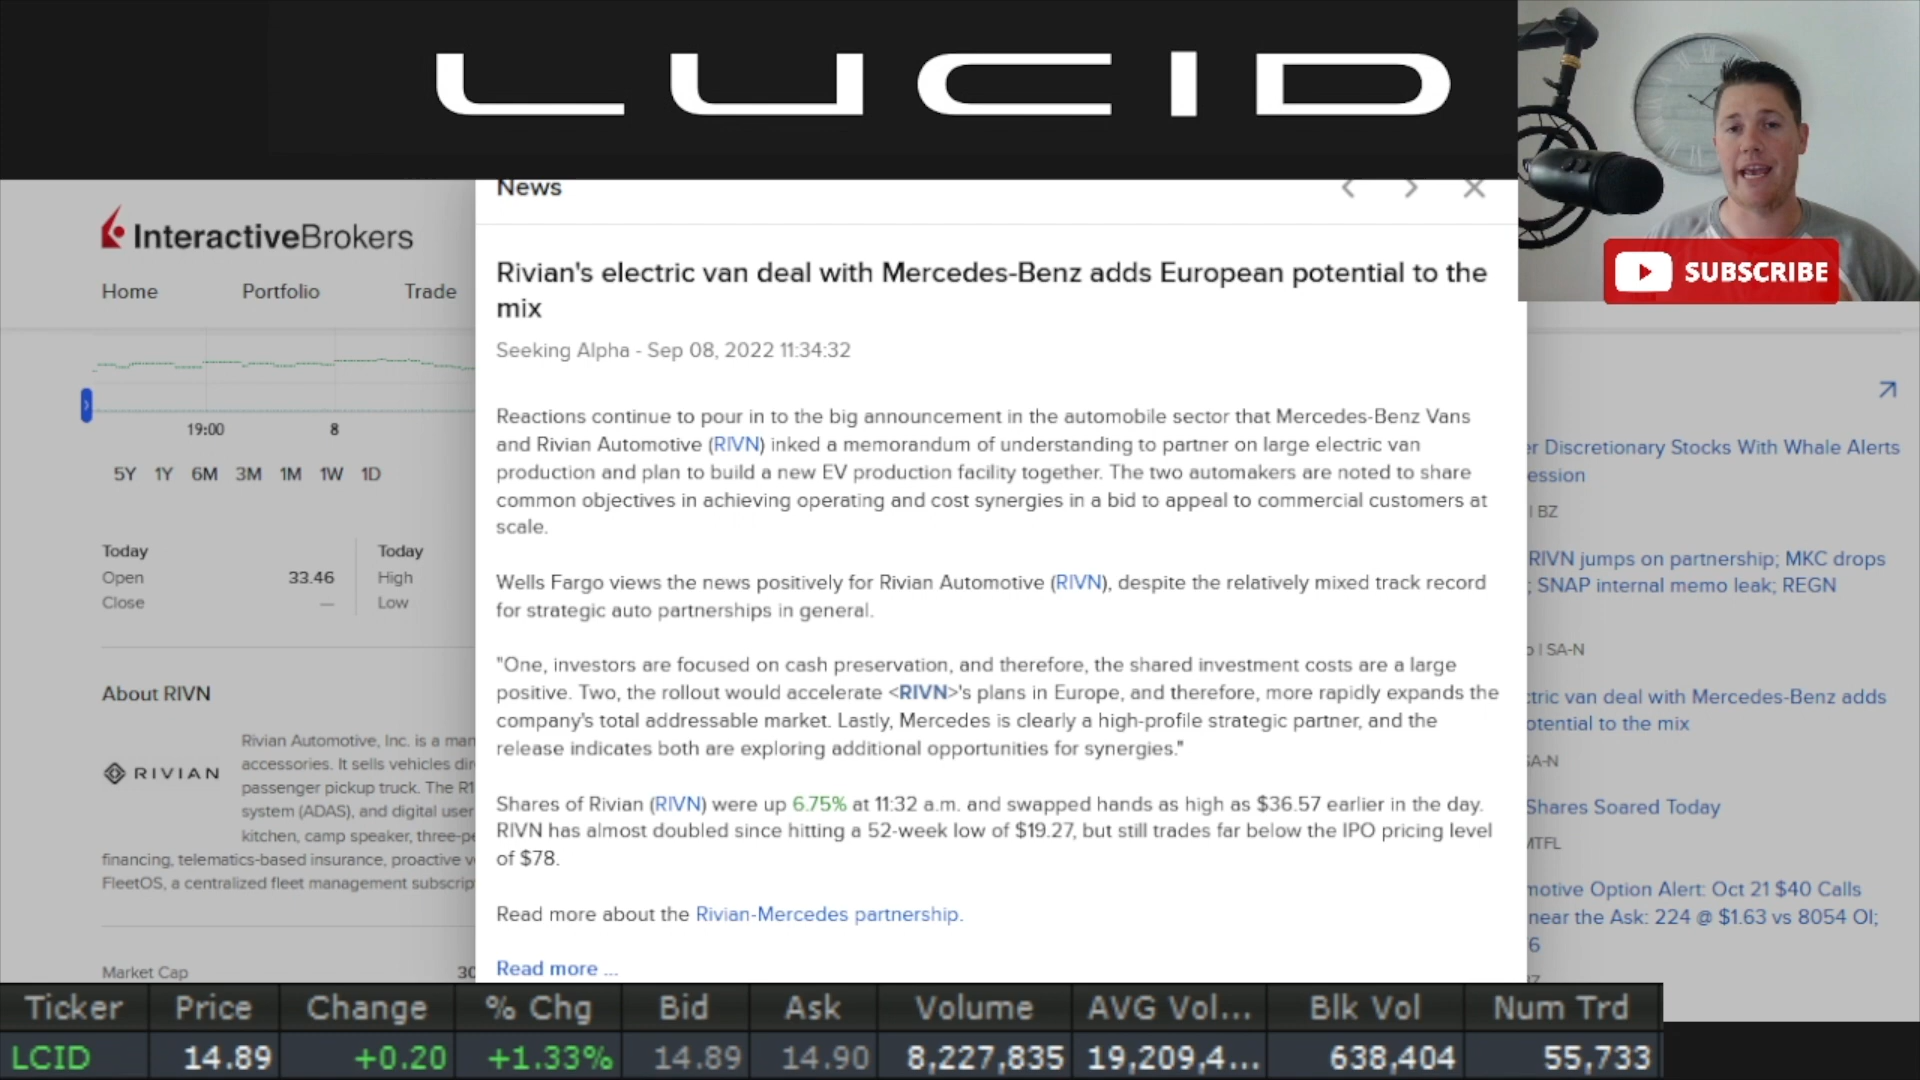 LUCID
SUBSCRIBE
InteractiveBrokers
Home Portfolio Trade
19:00 8
5Y 1Y 6M 3M 1M 1W 1D
Today Today
Open 33.46 High
Close — Low
About RIVN
RIVIAN
Rivian Automotive, Inc. is a man
accessories. It sells vehicles dir
passenger pickup truck. The R1
system (ADAS), and digital user
kitchen, camp speaker, three-pe
financing, telematics-based insurance, proactive v
FleetOS, a centralized fleet management subscrip
Market Cap 30
News
Rivian's electric van deal with Mercedes-Benz adds European potential to the
mix
Seeking Alpha - Sep 08, 2022 11:34:32
Reactions continue to pour in to the big announcement in the automobile sector that Mercedes-Benz Vans
and Rivian Automotive (RIVN) inked a memorandum of understanding to partner on large electric van
production and plan to build a new EV production facility together. The two automakers are noted to share
common objectives in achieving operating and cost synergies in a bid to appeal to commercial customers at
scale.
Wells Fargo views the news positively for Rivian Automotive (RIVN), despite the relatively mixed track record
for strategic auto partnerships in general.
"One, investors are focused on cash preservation, and therefore, the shared investment costs are a large
positive. Two, the rollout would accelerate <RIVN>'s plans in Europe, and therefore, more rapidly expands the
company's total addressable market. Lastly, Mercedes is clearly a high-profile strategic partner, and the
release indicates both are exploring additional opportunities for synergies."
Shares of Rivian (RIVN) were up 6.75% at 11:32 a.m. and swapped hands as high as $36.57 earlier in the day.
RIVN has almost doubled since hitting a 52-week low of $19.27, but still trades far below the IPO pricing level
of $78.
Read more about the Rivian-Mercedes partnership.
Read more ...
er Discretionary Stocks With Whale Alerts
ession
| BZ
RIVN jumps on partnership; MKC drops
; SNAP internal memo leak; REGN
| SA-N
ctric van deal with Mercedes-Benz adds
otential to the mix
SA-N
Shares Soared Today
MTFL
motive Option Alert: Oct 21 $40 Calls
near the Ask: 224 @ $1.63 vs 8054 OI;
6
Ticker Price Change % Chg Bid Ask Volume AVG Vol... Blk Vol Num Trd
LCID 14.89 +0.20 +1.33% 14.89 14.90 8,227,835 19,209,4... 638,404 55,733